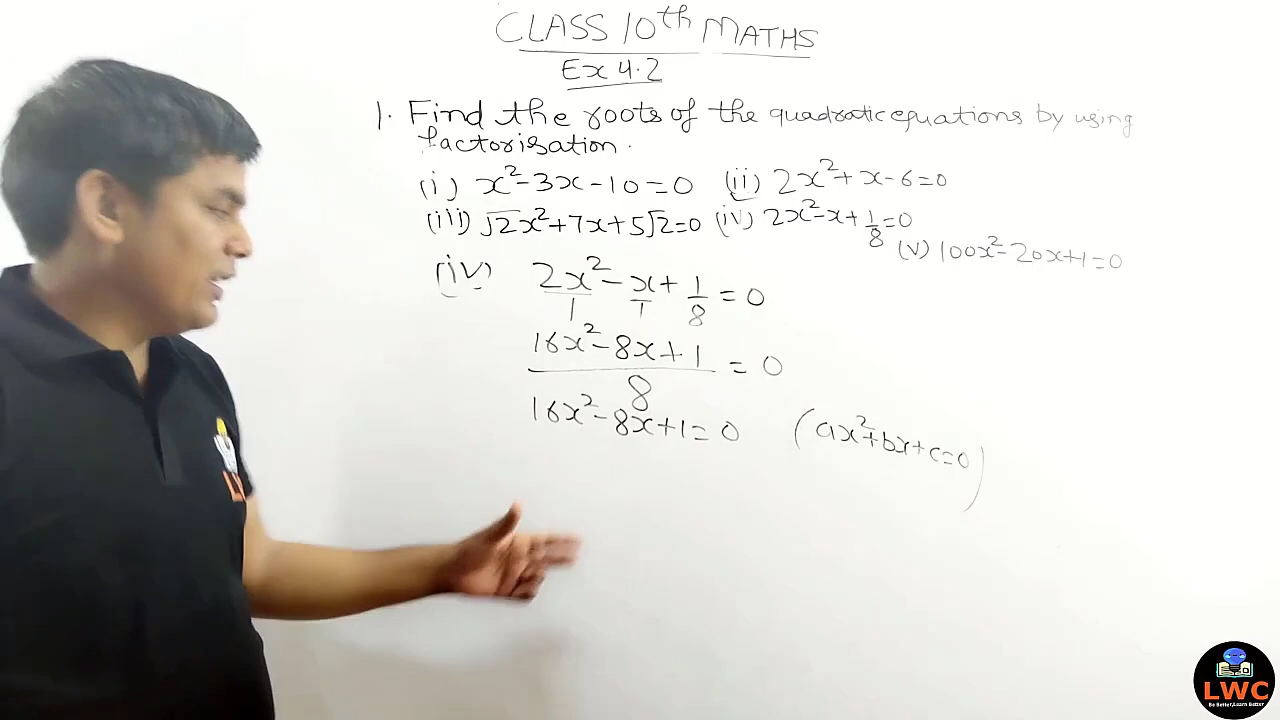 CLASS 10th MATHS
Ex 4.2
1. Find the roots of the quadratic equations by using
factorisation.
(i) x²-3x-10=0 (ii) 2x²+x-6=0
(iii) √2x²+7x+5√2=0 (iv) 2x²-x+1/8=0
(v) 100x²-20x+1=0
(iv) 2x²/1 - x/1 + 1/8 = 0
16x²-8x+1/8 = 0
16x²-8x+1=0 (ax²+bx+c=0)
LWC
Be Better,Learn Better